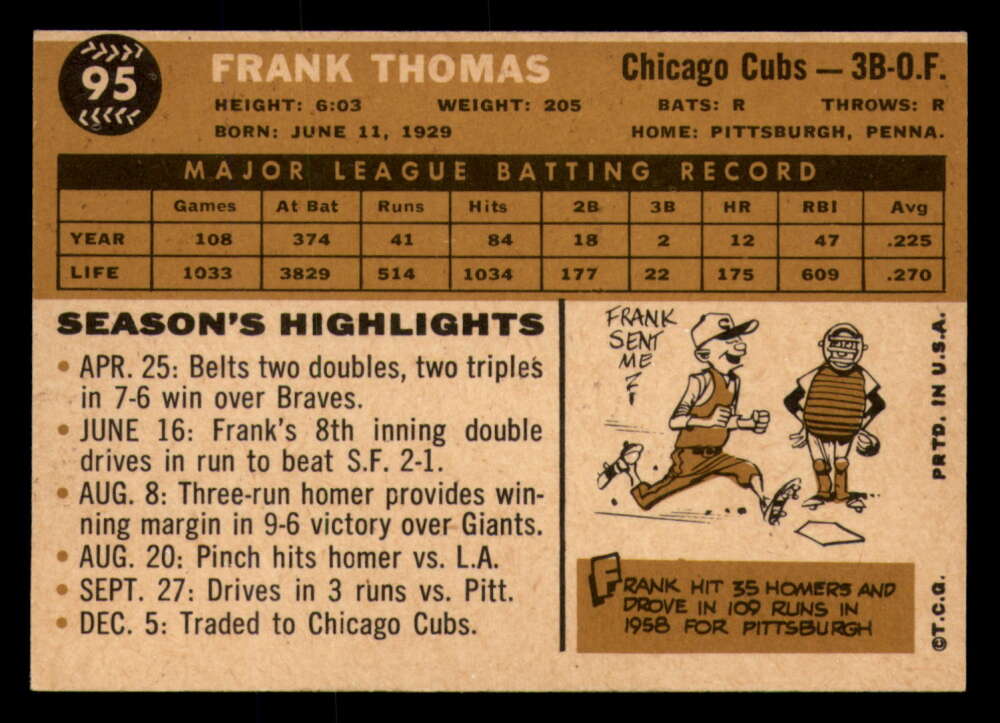 95
FRANK THOMAS
Chicago Cubs — 3B-O.F.
HEIGHT: 6:03 WEIGHT: 205 BATS: R THROWS: R
BORN: JUNE 11, 1929 HOME: PITTSBURGH, PENNA.
MAJOR LEAGUE BATTING RECORD
Games At Bat Runs Hits 2B 3B HR RBI Avg
YEAR 108 374 41 84 18 2 12 47 .225
LIFE 1033 3829 514 1034 177 22 175 609 .270
SEASON'S HIGHLIGHTS
• APR. 25: Belts two doubles, two triples
in 7-6 win over Braves.
• JUNE 16: Frank's 8th inning double
drives in run to beat S.F. 2-1.
• AUG. 8: Three-run homer provides win-
ning margin in 9-6 victory over Giants.
• AUG. 20: Pinch hits homer vs. L.A.
• SEPT. 27: Drives in 3 runs vs. Pitt.
• DEC. 5: Traded to Chicago Cubs.
FRANK
SENT
ME
C
FRANK HIT 35 HOMERS AND
DROVE IN 109 RUNS IN
1958 FOR PITTSBURGH
©T.C.G. PRTD. IN U.S.A.